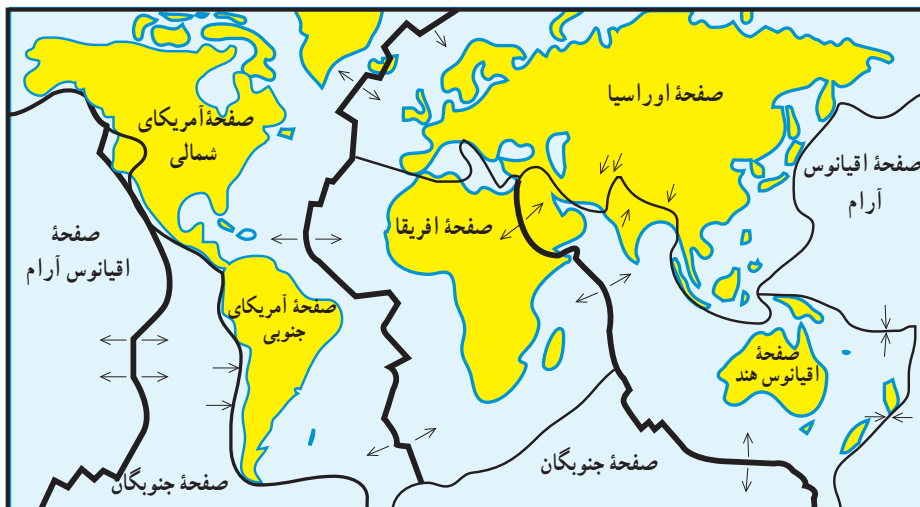 صفحهٔ اوراسیا
صفحهٔ آمریکای
شمالی
صفحهٔ اقیانوس
آرام
صفحهٔ افریقا
صفحهٔ
اقیانوس آرام
صفحهٔ آمریکای
جنوبی
صفحهٔ
اقیانوس هند
صفحهٔ جنوبگان
صفحهٔ جنوبگان